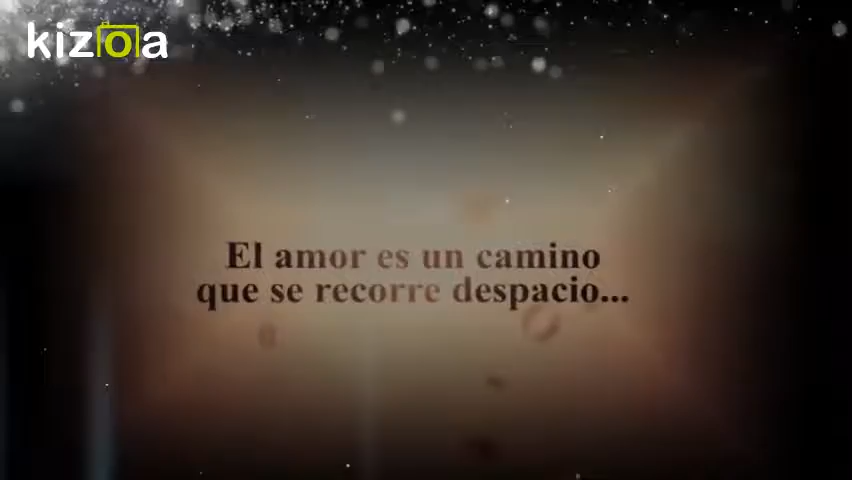 kizoa
El amor es un camino
que se recorre despacio...